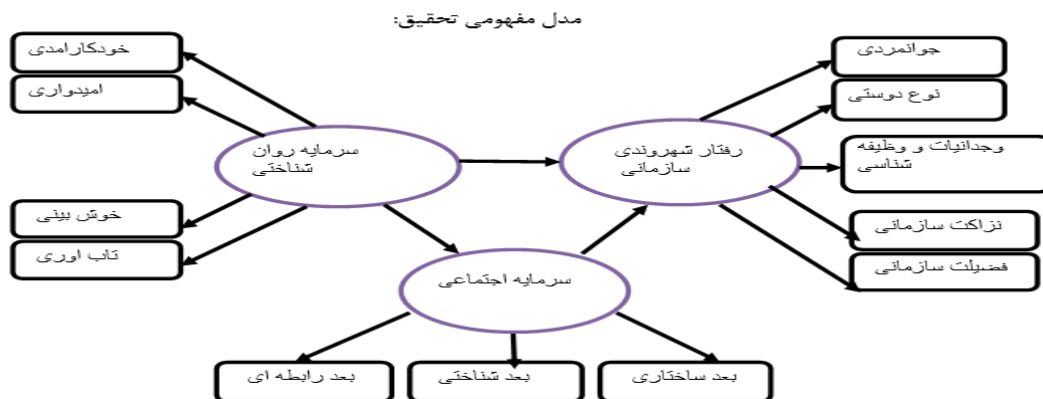 مدل مفهومی تحقیق:
جوانمردی
خودکارامدی
نوع دوستی
امیدواری
وجدانیات و وظیفه
شناسی
رفتار شهروندی
سازمانی
سرمایه روان
شناختی
نزاکت سازمانی
خوش بینی
فضیلت سازمانی
تاب اوری
سرمایه اجتماعی
بعد ساختاری
بعد شناختی
بعد رابطه ای